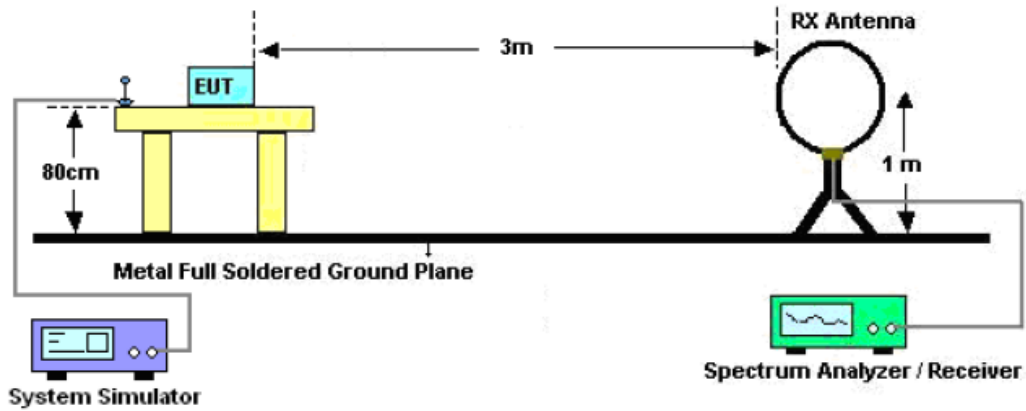 RX Antenna
3m
EUT
80cm
1 m
Metal Full Soldered Ground Plane
System Simulator
Spectrum Analyzer / Receiver